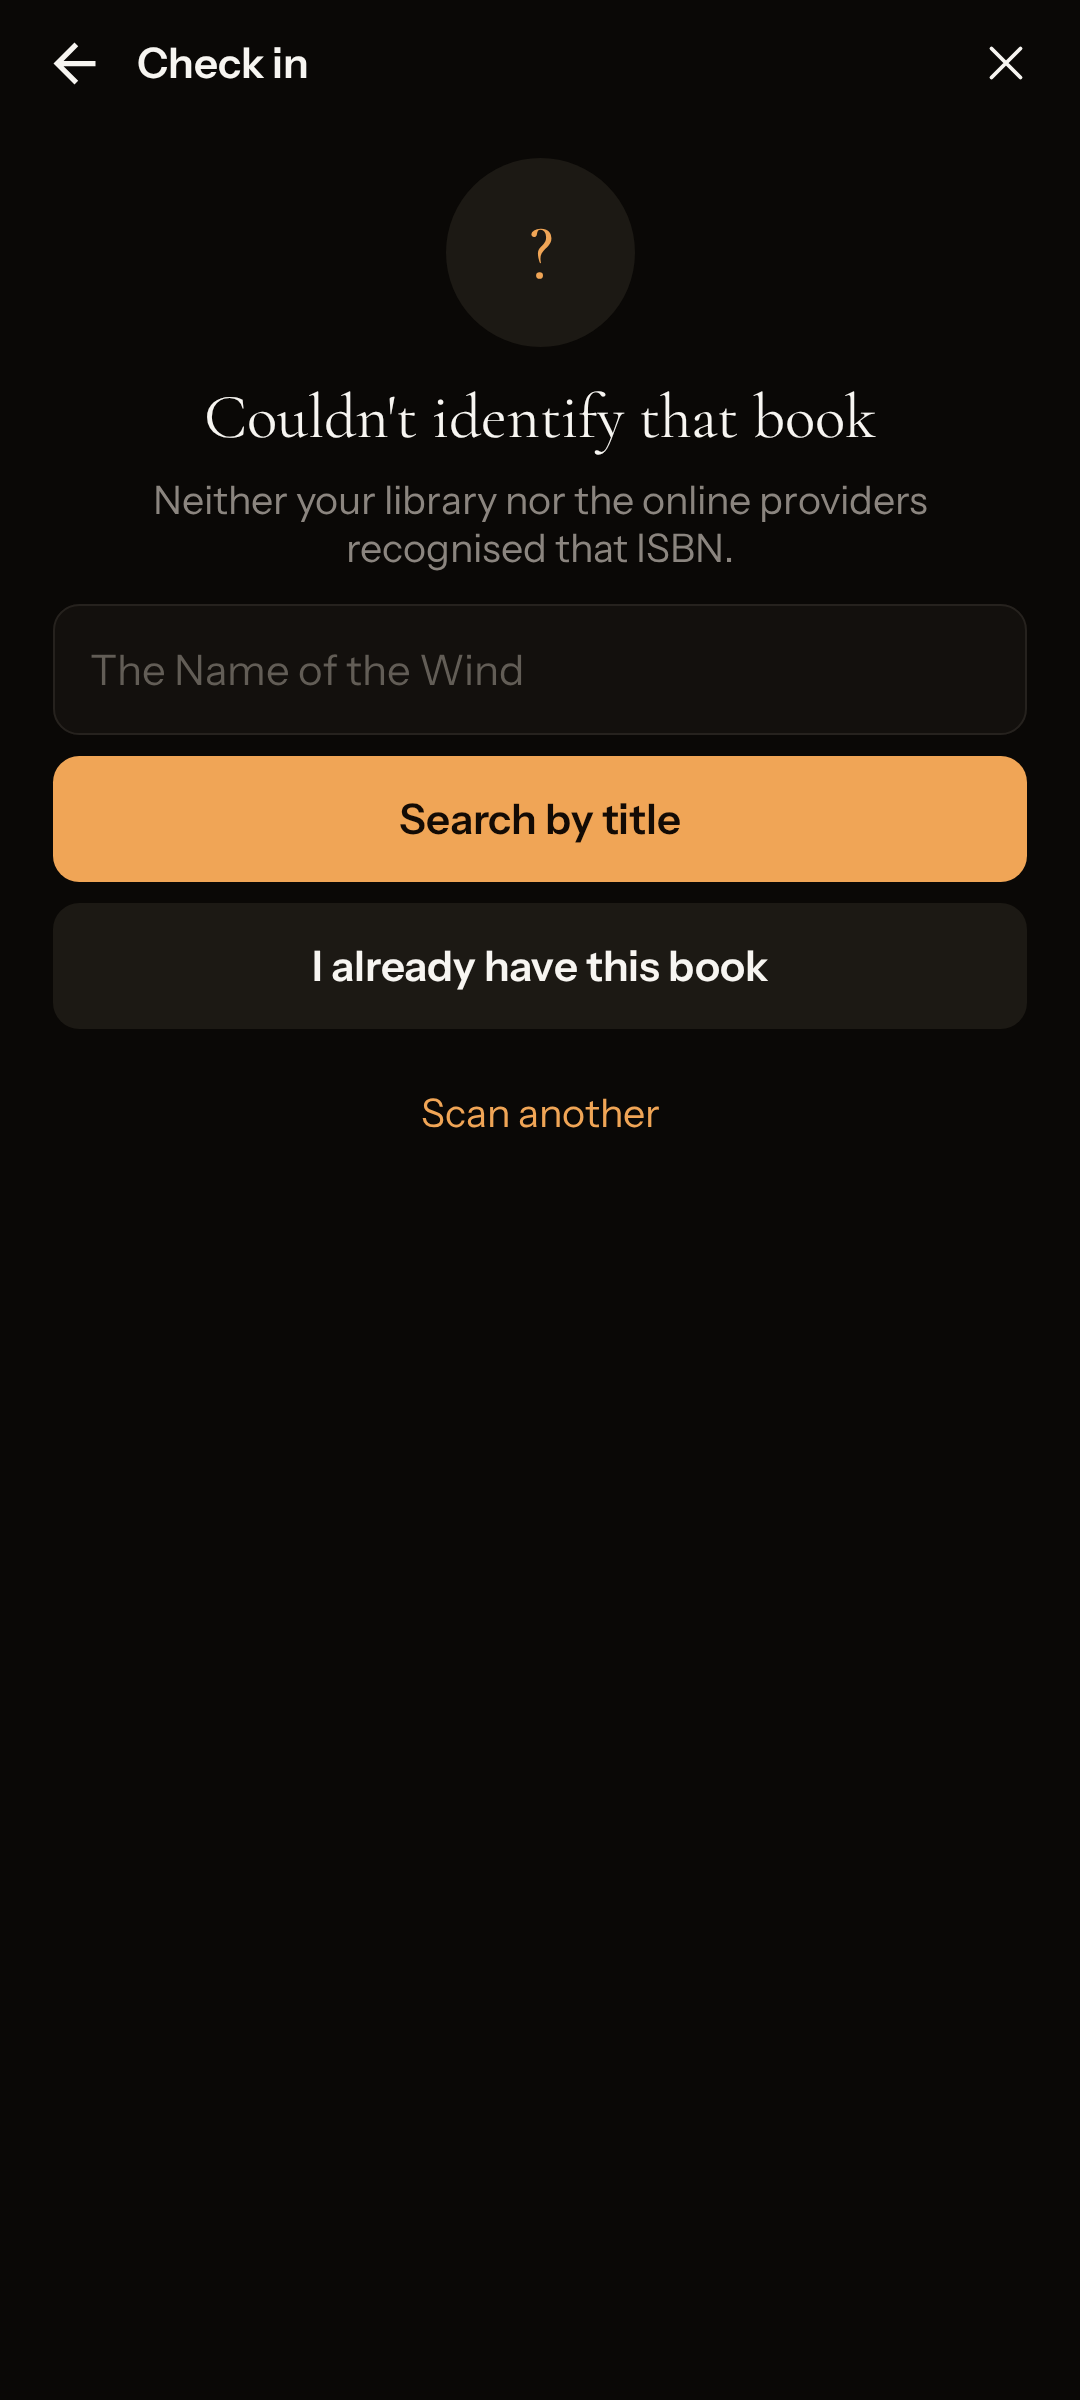 Check in
?
Couldn't identify that book
Neither your library nor the online providers
recognised that ISBN.
The Name of the Wind
Search by title
I already have this book
Scan another